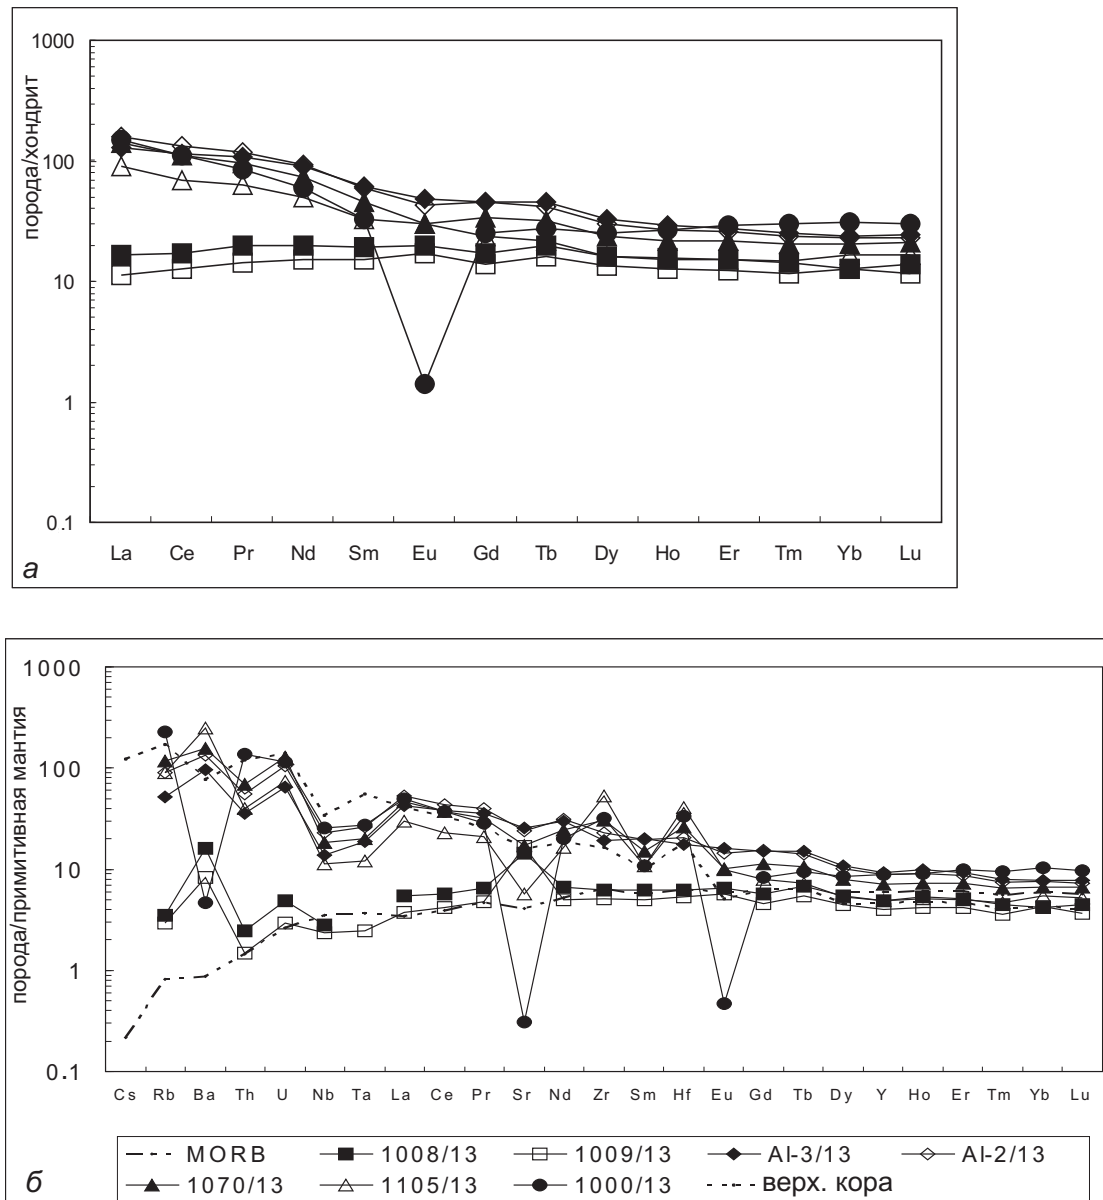 1000
100
10
1
0.1
порода/хондрит
La Ce Pr Nd Sm Eu Gd Tb Dy Ho Er Tm Yb Lu
а
1000
100
10
1
0.1
порода/примитивная мантия
Cs Rb Ba Th U Nb Ta La Ce Pr Sr Nd Zr Sm Hf Eu Gd Tb Dy Y Ho Er Tm Yb Lu
MORB 1008/13 1009/13 AI-3/13 AI-2/13
1070/13 1105/13 1000/13 верх. кора
б